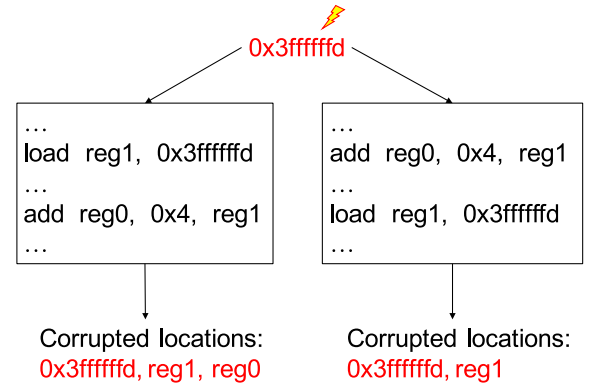 0x3ffffffd
…
load reg1, 0x3ffffffd
…
add reg0, 0x4, reg1
…
…
add reg0, 0x4, reg1
…
load reg1, 0x3ffffffd
…
Corrupted locations:
0x3ffffffd, reg1, reg0
Corrupted locations:
0x3ffffffd, reg1